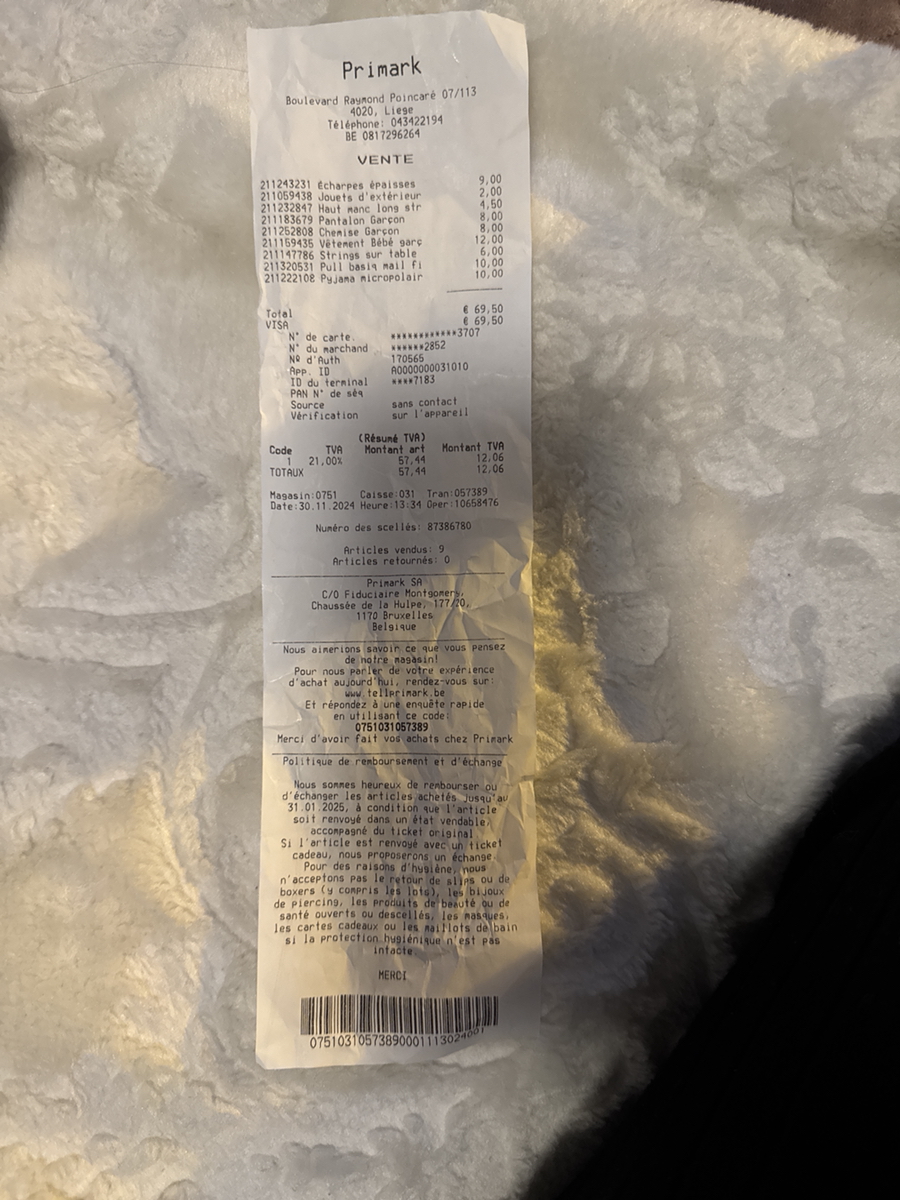 Primark
Boulevard Raymond Poincaré 07/113
4020, Liege
Téléphone: 043422194
BE 0817296264
VENTE
211243231 Écharpes épaisses 9,00
211059438 Jouets d'extérieur 2,00
211232847 Haut manc long str 4,50
211183679 Pantalon Garçon 8,00
211252808 Chemise Garçon 8,00
211159435 Vêtement Bébé garç 12,00
211147786 Strings sur table 6,00
211320531 Pull basiq mail fi 10,00
211222108 Pyjama micropolair 10,00
Total € 69,50
VISA € 69,50
N° de carte. ************3707
N° du marchand ******2852
Nº d'Auth 170565
App. ID A0000000031010
ID du terminal ****7183
PAN N° de séq
Source sans contact
Vérification sur l'appareil
(Résumé TVA)
Code TVA Montant art Montant TVA
1 21,00% 57,44 12,06
TOTAUX 57,44 12,06
Magasin:0751 Caisse:031 Tran:057389
Date:30.11.2024 Heure:13:34 Oper:10658476
Numéro des scellés: 87386780
Articles vendus: 9
Articles retournés: 0
Primark SA
C/O Fiduciaire Montgomery,
Chaussée de la Hulpe, 177/20,
1170 Bruxelles
Belgique
Nous aimerions savoir ce que vous pensez
de notre magasin!
Pour nous parler de votre expérience
d'achat aujourd'hui, rendez-vous sur:
www.tellprimark.be
Et répondez à une enquête rapide
en utilisant ce code:
0751031057389
Merci d'avoir fait vos achats chez Primark
Politique de remboursement et d'échange
Nous sommes heureux de rembourser ou
d'échanger les articles achetés jusqu'au
31.01.2025, à condition que l'article
soit renvoyé dans un état vendable,
accompagné du ticket original
Si l'article est renvoyé avec un ticket
cadeau, nous proposerons un échange.
Pour des raisons d'hygiène, nous
n'acceptons pas le retour de slips ou de
boxers (y compris les lots), les bijoux
de piercing, les produits de beauté ou de
santé ouverts ou descellés, les masques,
les cartes cadeaux ou les maillots de bain
si la protection hygiénique n'est pas
intacte.
MERCI
07510310573890001113024001